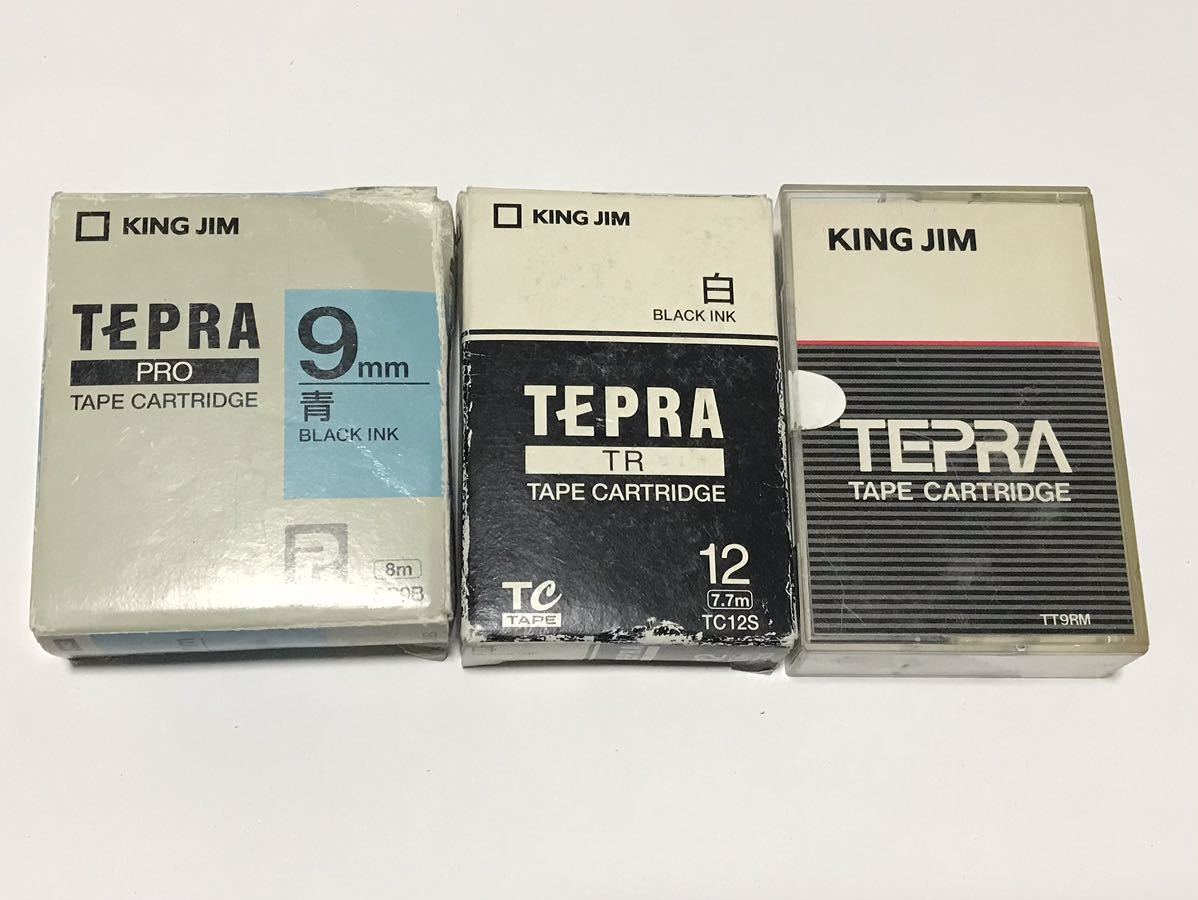 KING JIM
TEPRA
PRO
TAPE CARTRIDGE
9mm
青
BLACK INK
8m
KING JIM
白
BLACK INK
TEPRA
TR
TAPE CARTRIDGE
12
7.7m
TC
TAPE
TC12S
KING JIM
TEPRA
TAPE CARTRIDGE
TT9RM